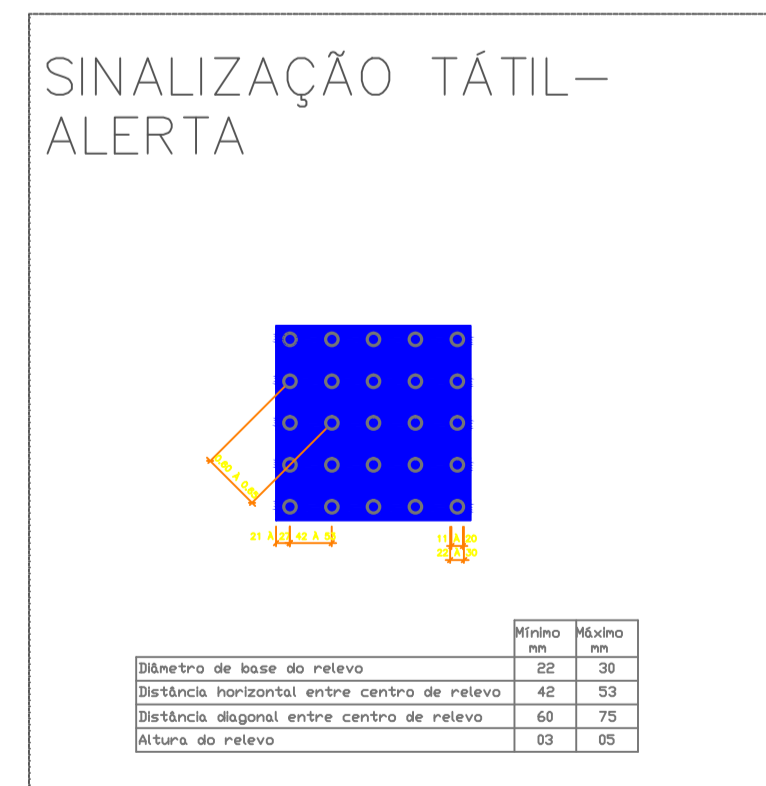 SINALIZAÇÃO TÁTIL-
ALERTA
21 À 27
42 À
11 À 20
22 À 30
Mínimo mm Máximo mm
Diâmetro de base do relevo 22 30
Distância horizontal entre centro de relevo 42 53
Distância diagonal entre centro de relevo 60 75
Altura do relevo 03 05